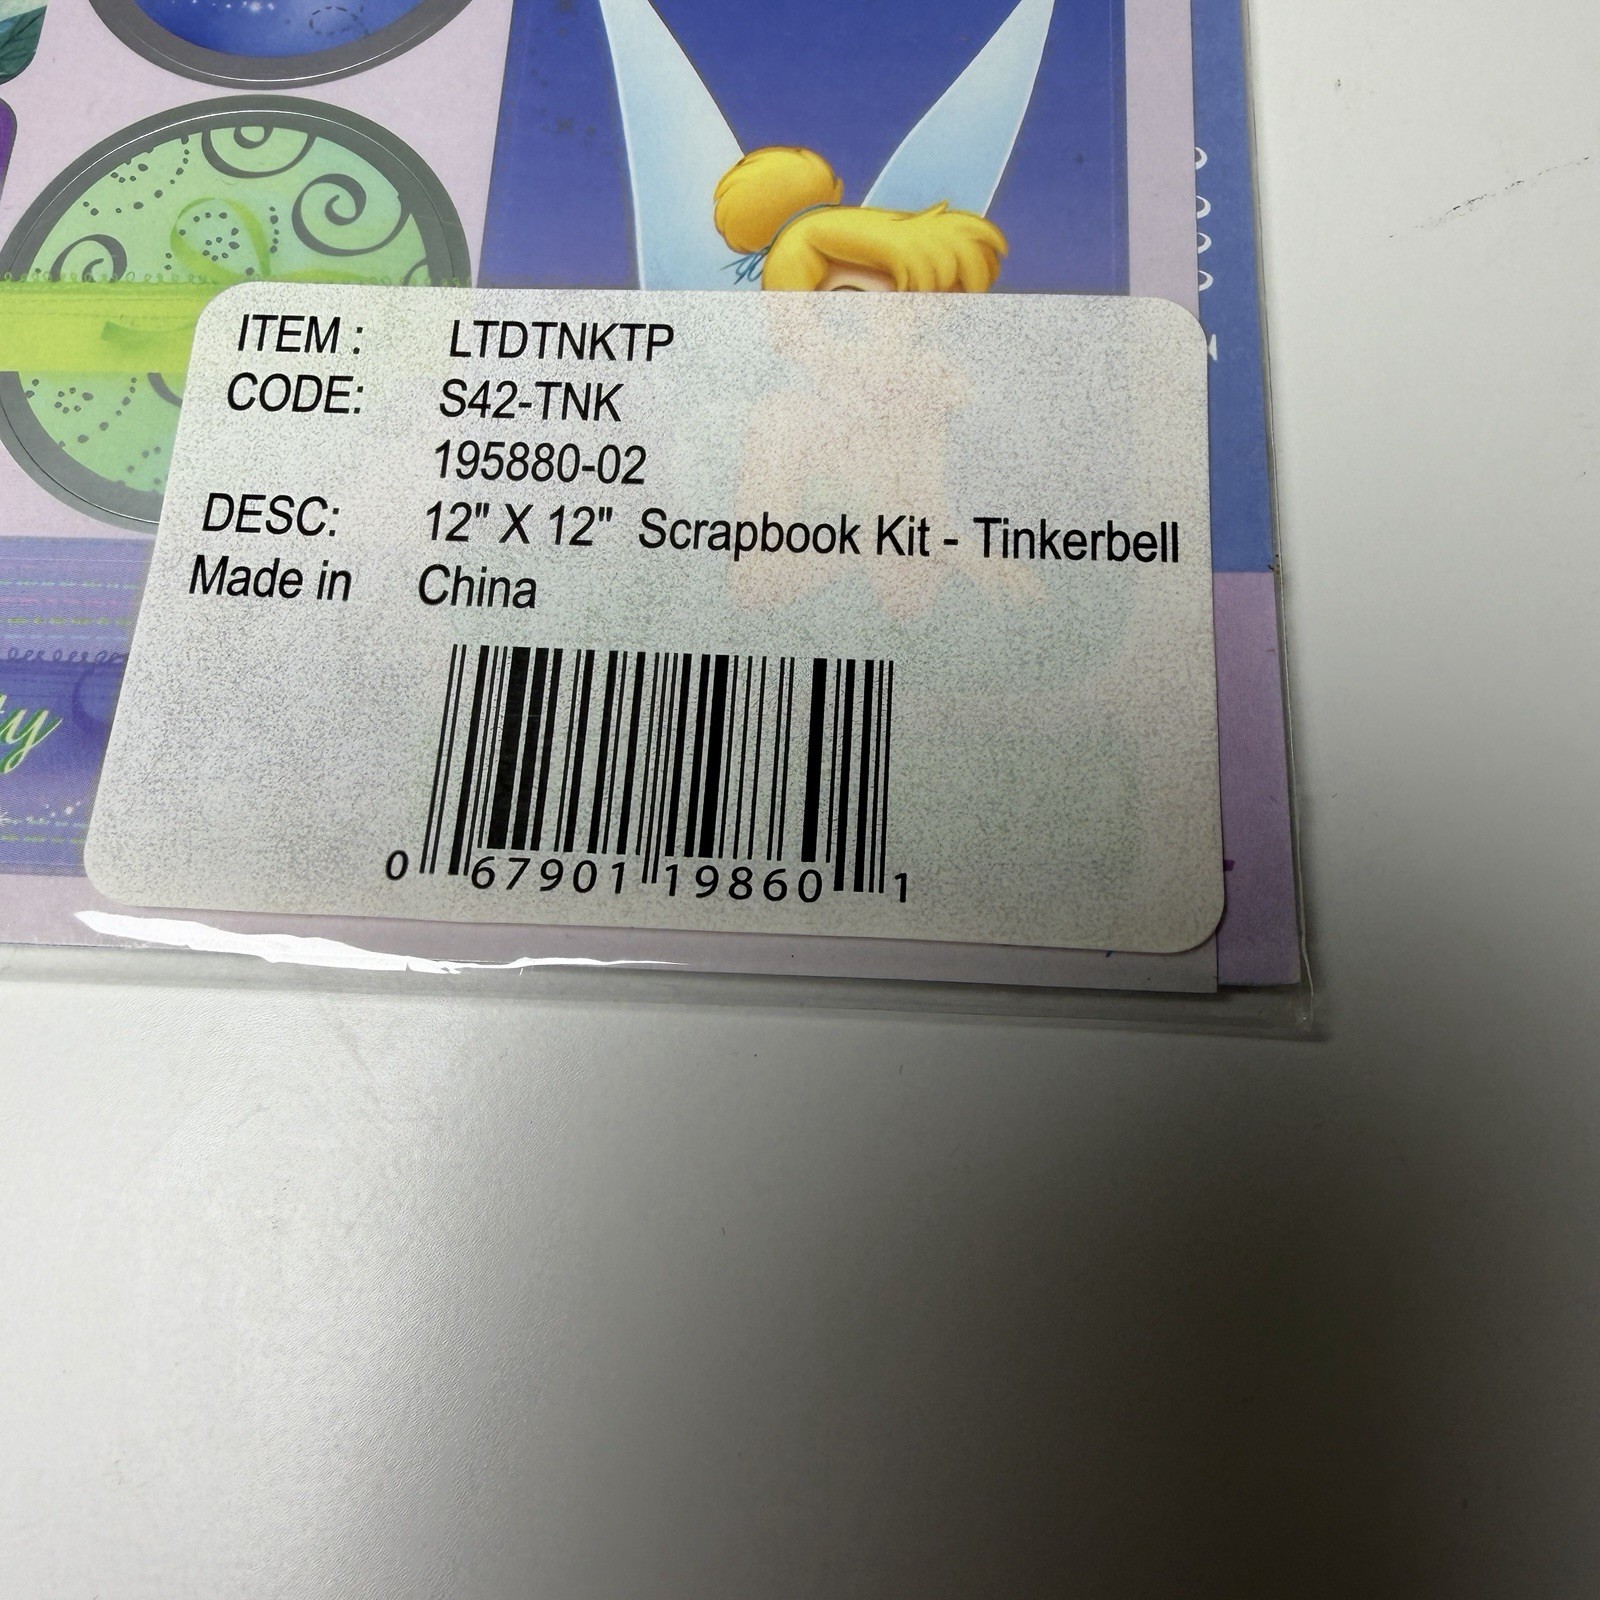 ITEM : LTDTNKTP
CODE: S42-TNK
195880-02
DESC: 12" X 12" Scrapbook Kit - Tinkerbell
Made in China
0 67901 19860 1